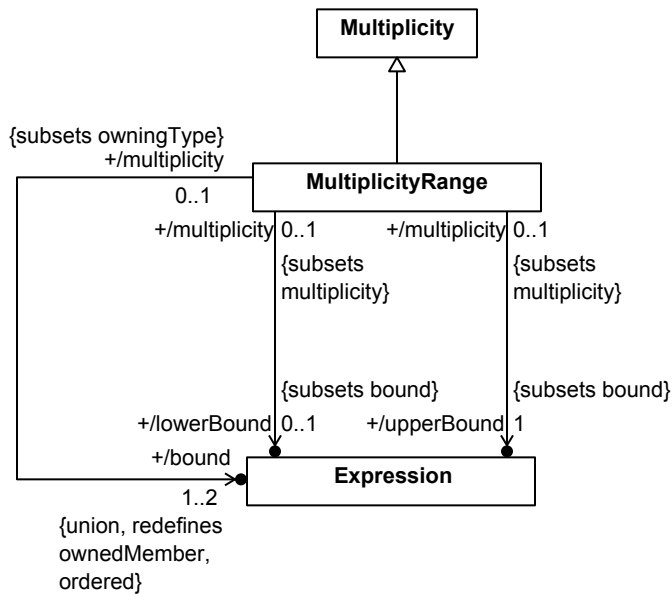 Multiplicity
{subsets owningType}
+/multiplicity
0..1
MultiplicityRange
+/multiplicity 0..1
{subsets
multiplicity}
+/multiplicity 0..1
{subsets
multiplicity}
{subsets bound}
+/lowerBound 0..1
{subsets bound}
+/upperBound 1
+/bound
1..2
{union, redefines
ownedMember,
ordered}
Expression